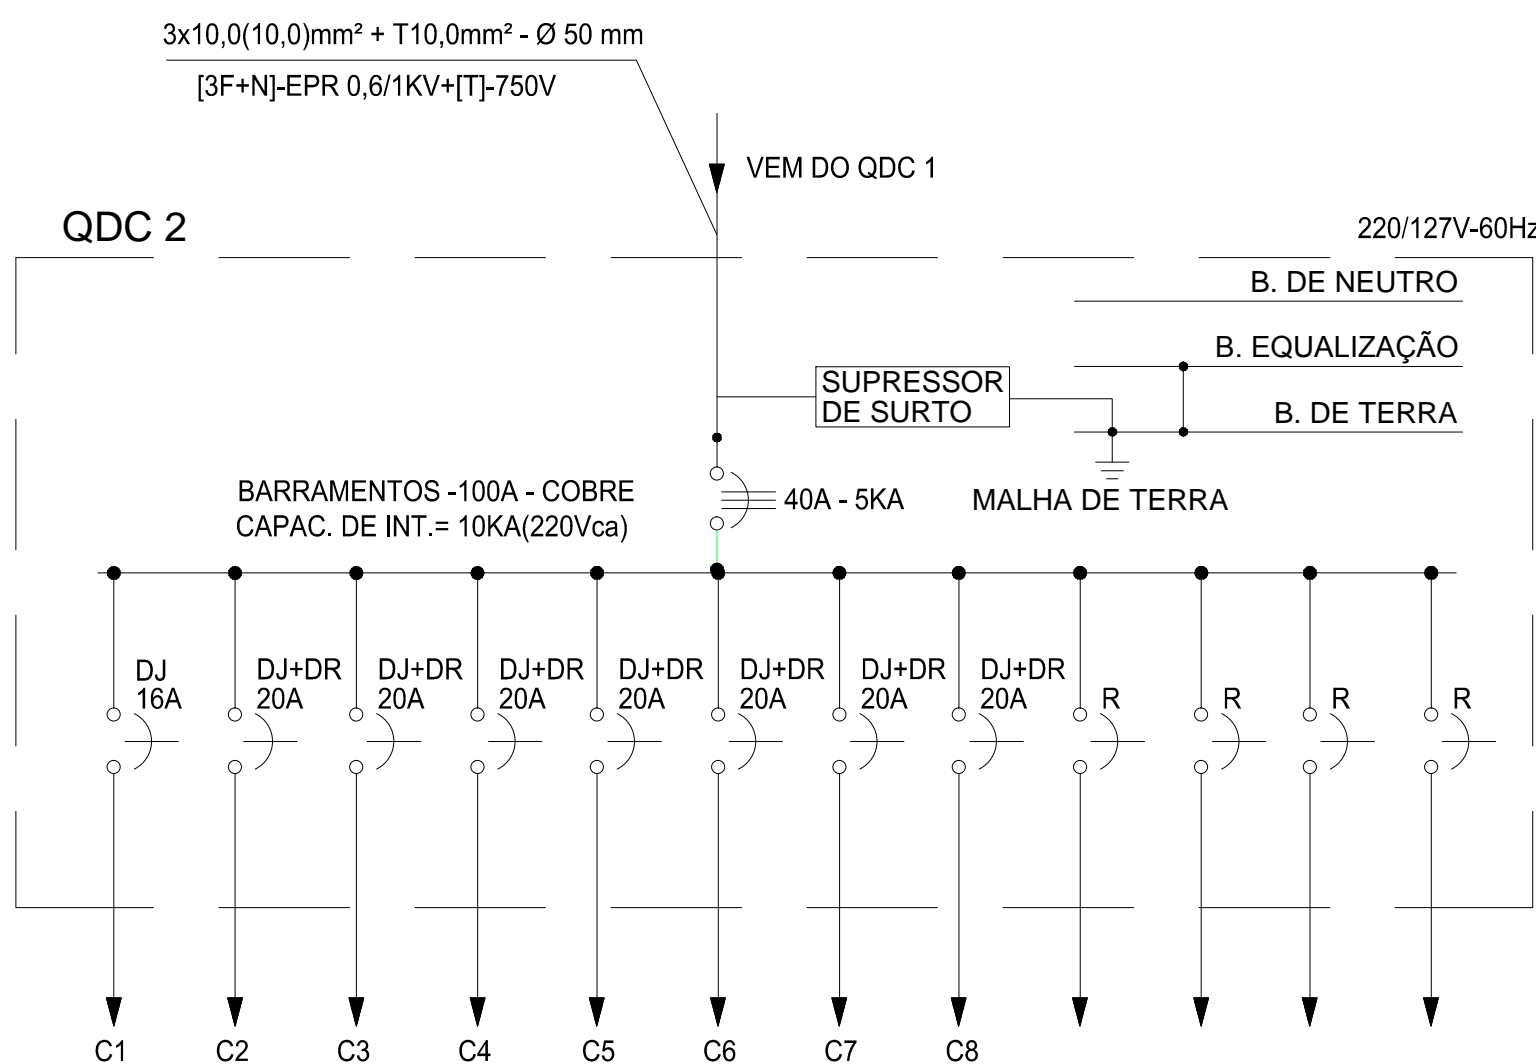 3x10,0(10,0)mm² + T10,0mm² - Ø 50 mm
[3F+N]-EPR 0,6/1KV+[T]-750V
VEM DO QDC 1
QDC 2
220/127V-60Hz
B. DE NEUTRO
B. EQUALIZAÇÃO
SUPRESSOR
DE SURTO
B. DE TERRA
BARRAMENTOS -100A - COBRE
CAPAC. DE INT.= 10KA(220Vca)
40A - 5KA
MALHA DE TERRA
DJ
16A
DJ+DR
20A
DJ+DR
20A
DJ+DR
20A
DJ+DR
20A
DJ+DR
20A
DJ+DR
20A
DJ+DR
20A
R
R
R
R
C1
C2
C3
C4
C5
C6
C7
C8